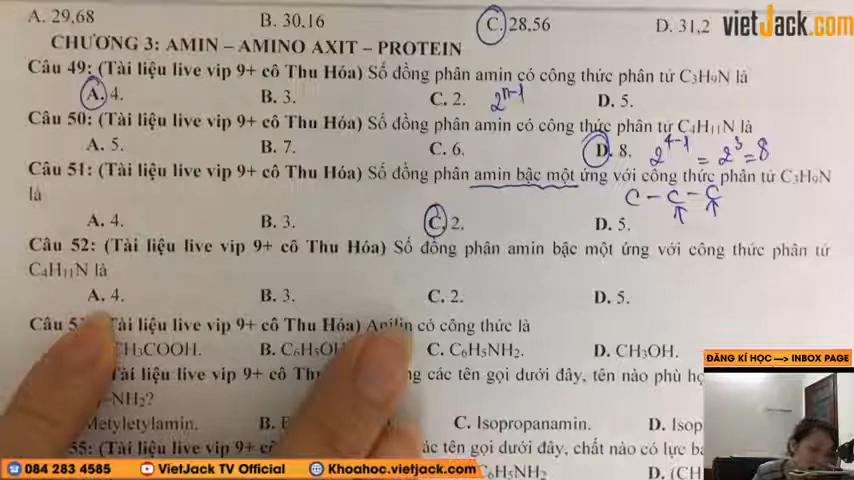 A. 29,68 B. 30,16 C. 28,56 D. 31,2
vietJack.com
CHƯƠNG 3: AMIN – AMINO AXIT – PROTEIN
Câu 49: (Tài liệu live vip 9+ cô Thu Hóa) Số đồng phân amin có công thức phân tử C₃H₉N là
A. 4. B. 3. C. 2. 2ⁿ⁻¹ D. 5.
Câu 50: (Tài liệu live vip 9+ cô Thu Hóa) Số đồng phân amin có công thức phân tử C₄H₁₁N là
A. 5. B. 7. C. 6. D. 8. 2⁴⁻¹ = 2³ = 8
Câu 51: (Tài liệu live vip 9+ cô Thu Hóa) Số đồng phân amin bậc một ứng với công thức phân tử C₃H₉N
là C – C – C
A. 4. B. 3. C. 2. D. 5.
Câu 52: (Tài liệu live vip 9+ cô Thu Hóa) Số đồng phân amin bậc một ứng với công thức phân tử
C₄H₁₁N là
A. 4. B. 3. C. 2. D. 5.
Câu (Tài liệu live vip 9+ cô Thu Hóa) Anilin có công thức là
CH₃COOH. B. C₆H₅OH C. C₆H₅NH₂. D. CH₃OH.
ĐĂNG KÍ HỌC —> INBOX PAGE
Tài liệu live vip 9+ cô các tên gọi dưới đây, tên nào phù
–NH₂?
Metyletylamin. B. C. Isopropanamin. D.
55: (Tài liệu live vip 9+ các tên gọi dưới đây, chất nào có lực
C₆H₅NH₂ D. (CH
084 283 4585 VietJack TV Official Khoahoc.vietjack.com